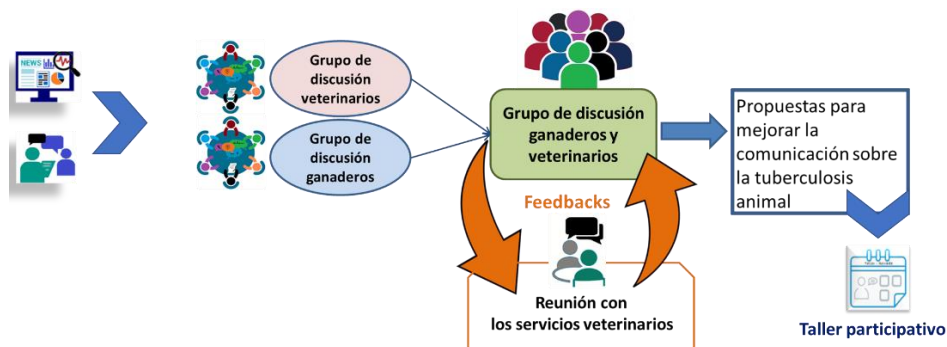 NEWS
Grupo de
discusión
veterinarios
Grupo de
discusión
ganaderos
Grupo de discusión
ganaderos y
veterinarios
Propuestas para
mejorar la
comunicación sobre
la tuberculosis
animal
Feedbacks
Reunión con
los servicios veterinarios
Taller participativo